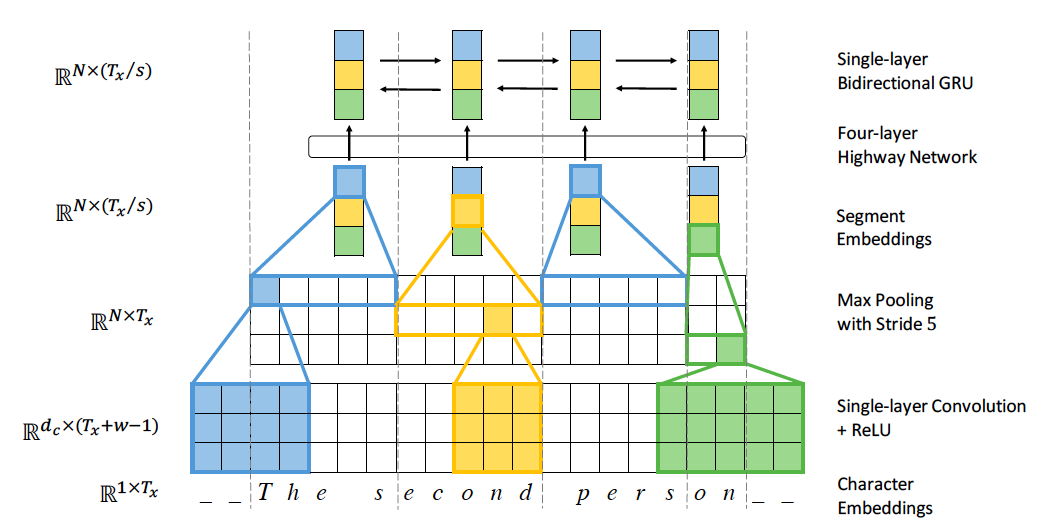 ℝ^{N×(T_x/s)}
Single-layer
Bidirectional GRU
Four-layer
Highway Network
ℝ^{N×(T_x/s)}
Segment
Embeddings
ℝ^{N×T_x}
Max Pooling
with Stride 5
ℝ^{d_c×(T_x+w−1)}
Single-layer Convolution
+ ReLU
ℝ^{1×T_x}
_ _ T h e s e c o n d p e r s o n _ _
Character
Embeddings